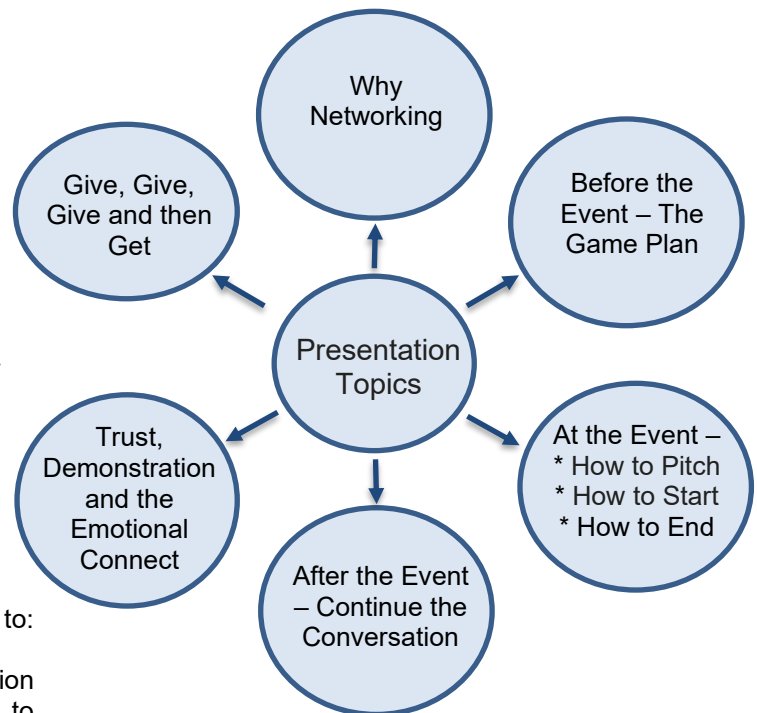 Why
Networking
Before the
Event – The
Game Plan
At the Event –
* How to Pitch
* How to Start
* How to End
After the Event
– Continue the
Conversation
Trust,
Demonstration
and the
Emotional
Connect
Give, Give,
Give and then
Get
Presentation
Topics
to: